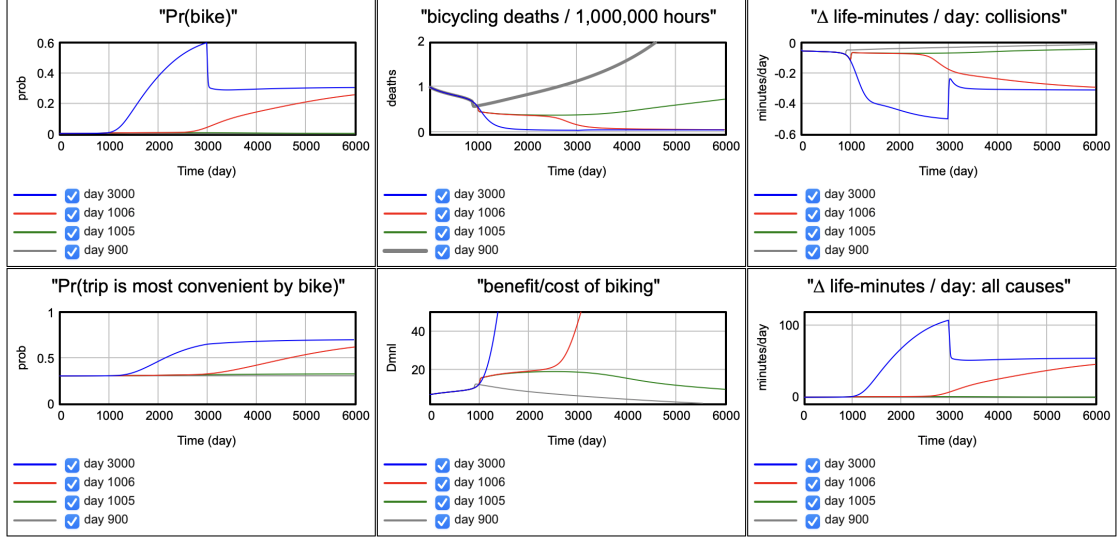 "Pr(bike)"
0.6
0.4
0.2
0
prob
0 1000 2000 3000 4000 5000 6000
Time (day)
day 3000
day 1006
day 1005
day 900
"bicycling deaths / 1,000,000 hours"
2
1
0
deaths
0 1000 2000 3000 4000 5000 6000
Time (day)
day 3000
day 1006
day 1005
day 900
"Δ life-minutes / day: collisions"
0
-0.2
-0.4
-0.6
minutes/day
0 1000 2000 3000 4000 5000 6000
Time (day)
day 3000
day 1006
day 1005
day 900
"Pr(trip is most convenient by bike)"
1
0.5
0
prob
0 1000 2000 3000 4000 5000 6000
Time (day)
day 3000
day 1006
day 1005
day 900
"benefit/cost of biking"
40
20
Dmnl
0 1000 2000 3000 4000 5000 6000
Time (day)
day 3000
day 1006
day 1005
day 900
"Δ life-minutes / day: all causes"
100
0
minutes/day
0 1000 2000 3000 4000 5000 6000
Time (day)
day 3000
day 1006
day 1005
day 900